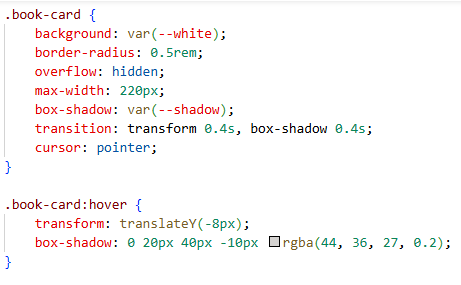 .book-card {
    background: var(--white);
    border-radius: 0.5rem;
    overflow: hidden;
    max-width: 220px;
    box-shadow: var(--shadow);
    transition: transform 0.4s, box-shadow 0.4s;
    cursor: pointer;
}

.book-card:hover {
    transform: translateY(-8px);
    box-shadow: 0 20px 40px -10px rgba(44, 36, 27, 0.2);
}